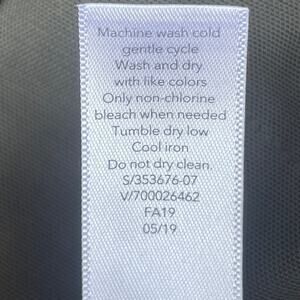 Machine wash cold
gentle cycle
Wash and dry
with like colors
Only non-chlorine
bleach when needed
Tumble dry low
Cool iron
Do not dry clean.
S/353676-07
V/700026462
FA19
05/19